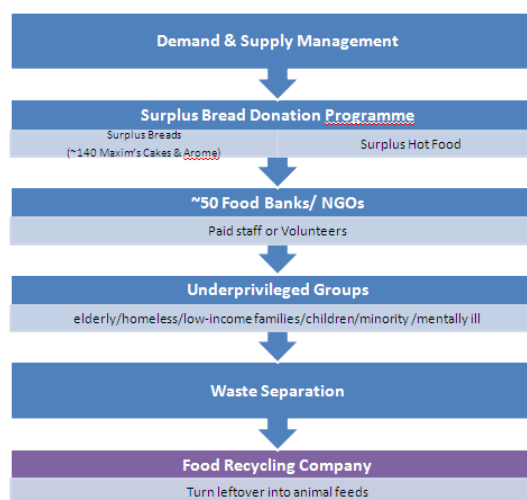 Demand & Supply Management
Surplus Bread Donation Programme
Surplus Breads
(~140 Maxim's Cakes & Arome)
Surplus Hot Food
~50 Food Banks/ NGOs
Paid staff or Volunteers
Underprivileged Groups
elderly/homeless/low-income families/children/minority /mentally ill
Waste Separation
Food Recycling Company
Turn leftover into animal feeds